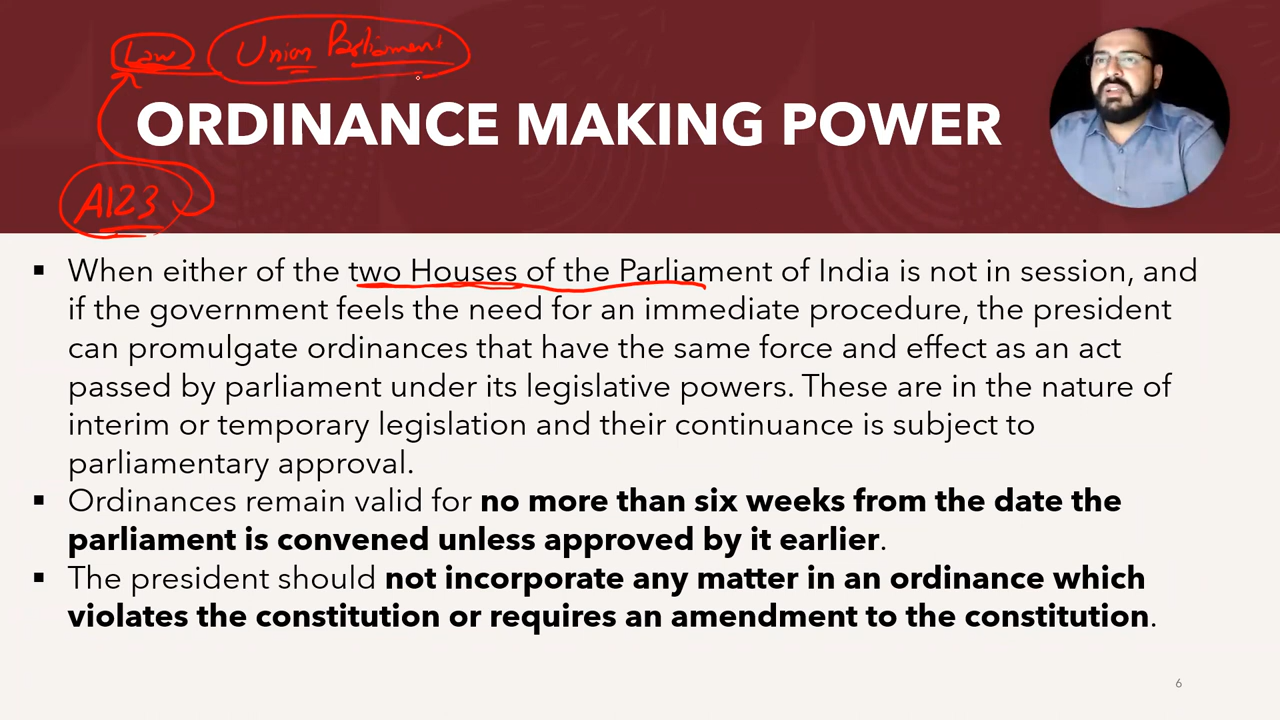 Law Union Parliament
ORDINANCE MAKING POWER
A123
▪ When either of the two Houses of the Parliament of India is not in session, and
if the government feels the need for an immediate procedure, the president
can promulgate ordinances that have the same force and effect as an act
passed by parliament under its legislative powers. These are in the nature of
interim or temporary legislation and their continuance is subject to
parliamentary approval.
▪ Ordinances remain valid for no more than six weeks from the date the
parliament is convened unless approved by it earlier.
▪ The president should not incorporate any matter in an ordinance which
violates the constitution or requires an amendment to the constitution.
6